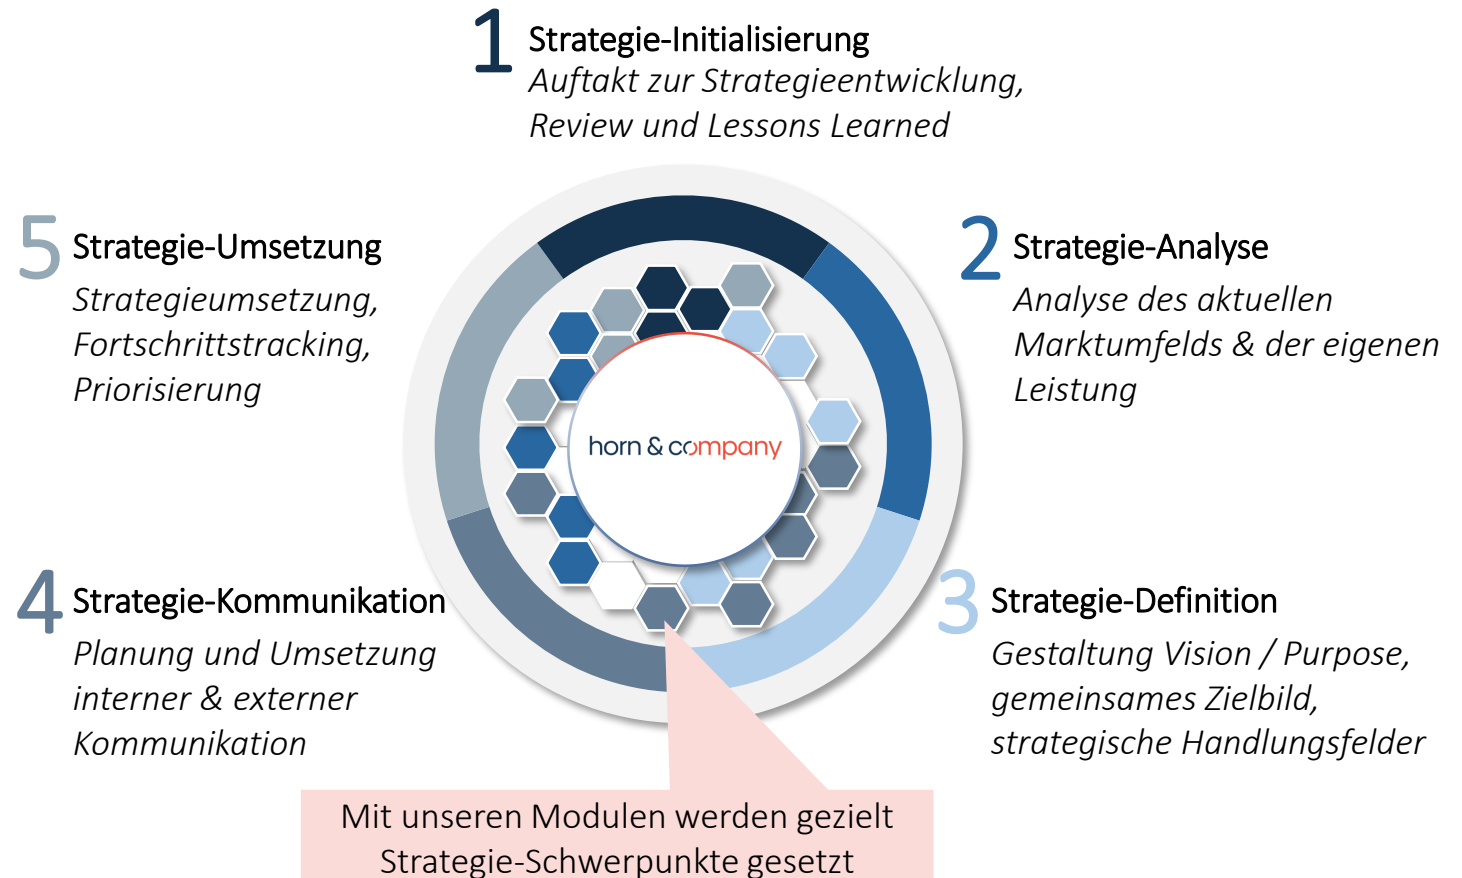 1
Strategie-Initialisierung
Auftakt zur Strategieentwicklung,
Review und Lessons Learned
2
Strategie-Analyse
Analyse des aktuellen
Marktumfelds & der eigenen
Leistung
3
Strategie-Definition
Gestaltung Vision / Purpose,
gemeinsames Zielbild,
strategische Handlungsfelder
4
Strategie-Kommunikation
Planung und Umsetzung
interner & externer
Kommunikation
5
Strategie-Umsetzung
Strategieumsetzung,
Fortschrittstracking,
Priorisierung
horn & company
Mit unseren Modulen werden gezielt
Strategie-Schwerpunkte gesetzt